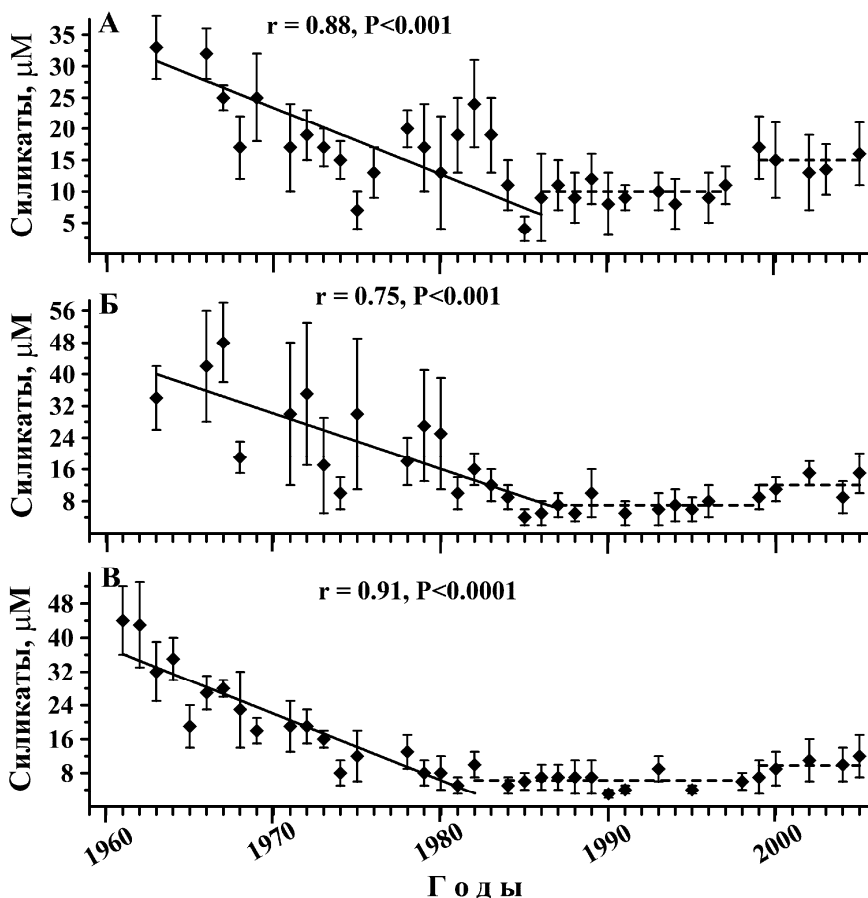 А
r = 0.88, P<0.001
Силикаты, µM
35
30
25
20
15
10
5
Б
r = 0.75, P<0.001
Силикаты, µM
56
48
40
32
24
16
8
В
r = 0.91, P<0.0001
Силикаты, µM
48
40
32
24
16
8
1960
1970
1980
1990
2000
Годы